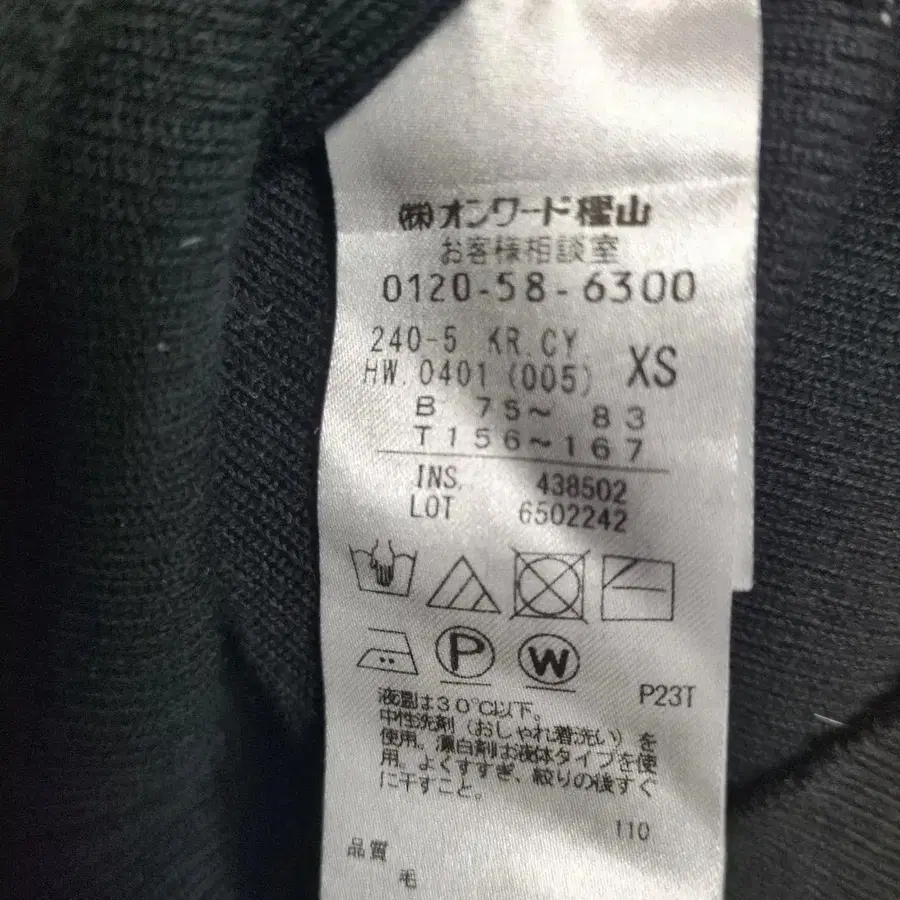 ㈱オンワード樫山
お客様相談室
0120-58-6300
240-5 KR.CY
HW.0401(005) XS
B 75~ 83
T156~167
INS. 438502
LOT 6502242
P
W
P23T
液温は30℃以下。
中性洗剤(おしゃれ着洗い)を
使用。漂白剤は液体タイプを使
用。よくすすぎ、絞りの後すぐ
に干すこと。
110
品質
毛